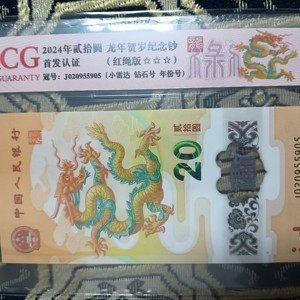 CG
GUARANTY
2024年贰拾圆 龙年贺岁纪念钞
首发认证 （红绳版☆☆☆）
冠号：J020955905（小雷达 钻石号 年份号）
中国人民银行
贰拾圆
20
J020955905